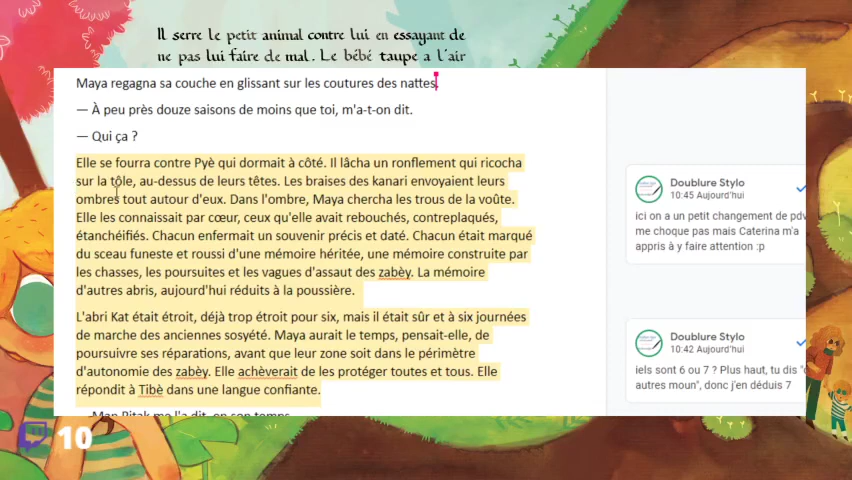 Il serre le petit animal contre lui en essayant de
ne pas lui faire de mal. Le bébé taupe a l'air
Maya regagna sa couche en glissant sur les coutures des nattes.
— À peu près douze saisons de moins que toi, m'a-t-on dit.
— Qui ça ?
Elle se fourra contre Pyè qui dormait à côté. Il lâcha un ronflement qui ricocha
sur la tôle, au-dessus de leurs têtes. Les braises des kanari envoyaient leurs
ombres tout autour d'eux. Dans l'ombre, Maya chercha les trous de la voûte.
Elle les connaissait par cœur, ceux qu'elle avait rebouchés, contreplaqués,
étanchéifiés. Chacun enfermait un souvenir précis et daté. Chacun était marqué
du sceau funeste et roussi d'une mémoire héritée, une mémoire construite par
les chasses, les poursuites et les vagues d'assaut des zabèy. La mémoire
d'autres abris, aujourd'hui réduits à la poussière.
L'abri Kat était étroit, déjà trop étroit pour six, mais il était sûr et à six journées
de marche des anciennes sosyété. Maya aurait le temps, pensait-elle, de
poursuivre ses réparations, avant que leur zone soit dans le périmètre
d'autonomie des zabèy. Elle achèverait de les protéger toutes et tous. Elle
répondit à Tibè dans une langue confiante.
— Man Pitak me l'a dit, en son temps
Doublure Stylo
10:45 Aujourd'hui
ici on a un petit changement de pdv
me choque pas mais Caterina m'a
appris à y faire attention :p
Doublure Stylo
10:42 Aujourd'hui
iels sont 6 ou 7 ? Plus haut, tu dis "
autres moun", donc j'en déduis 7
10